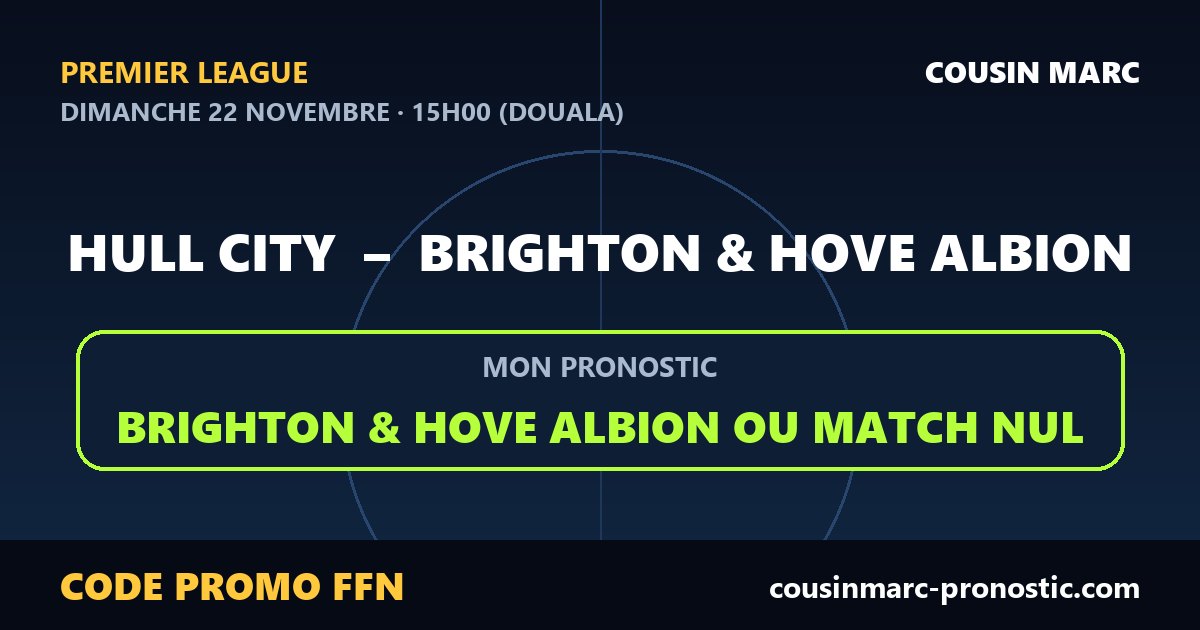 PREMIER LEAGUE
COUSIN MARC
DIMANCHE 22 NOVEMBRE · 15H00 (DOUALA)
HULL CITY – BRIGHTON & HOVE ALBION
MON PRONOSTIC
BRIGHTON & HOVE ALBION OU MATCH NUL
CODE PROMO FFN
cousinmarc-pronostic.com